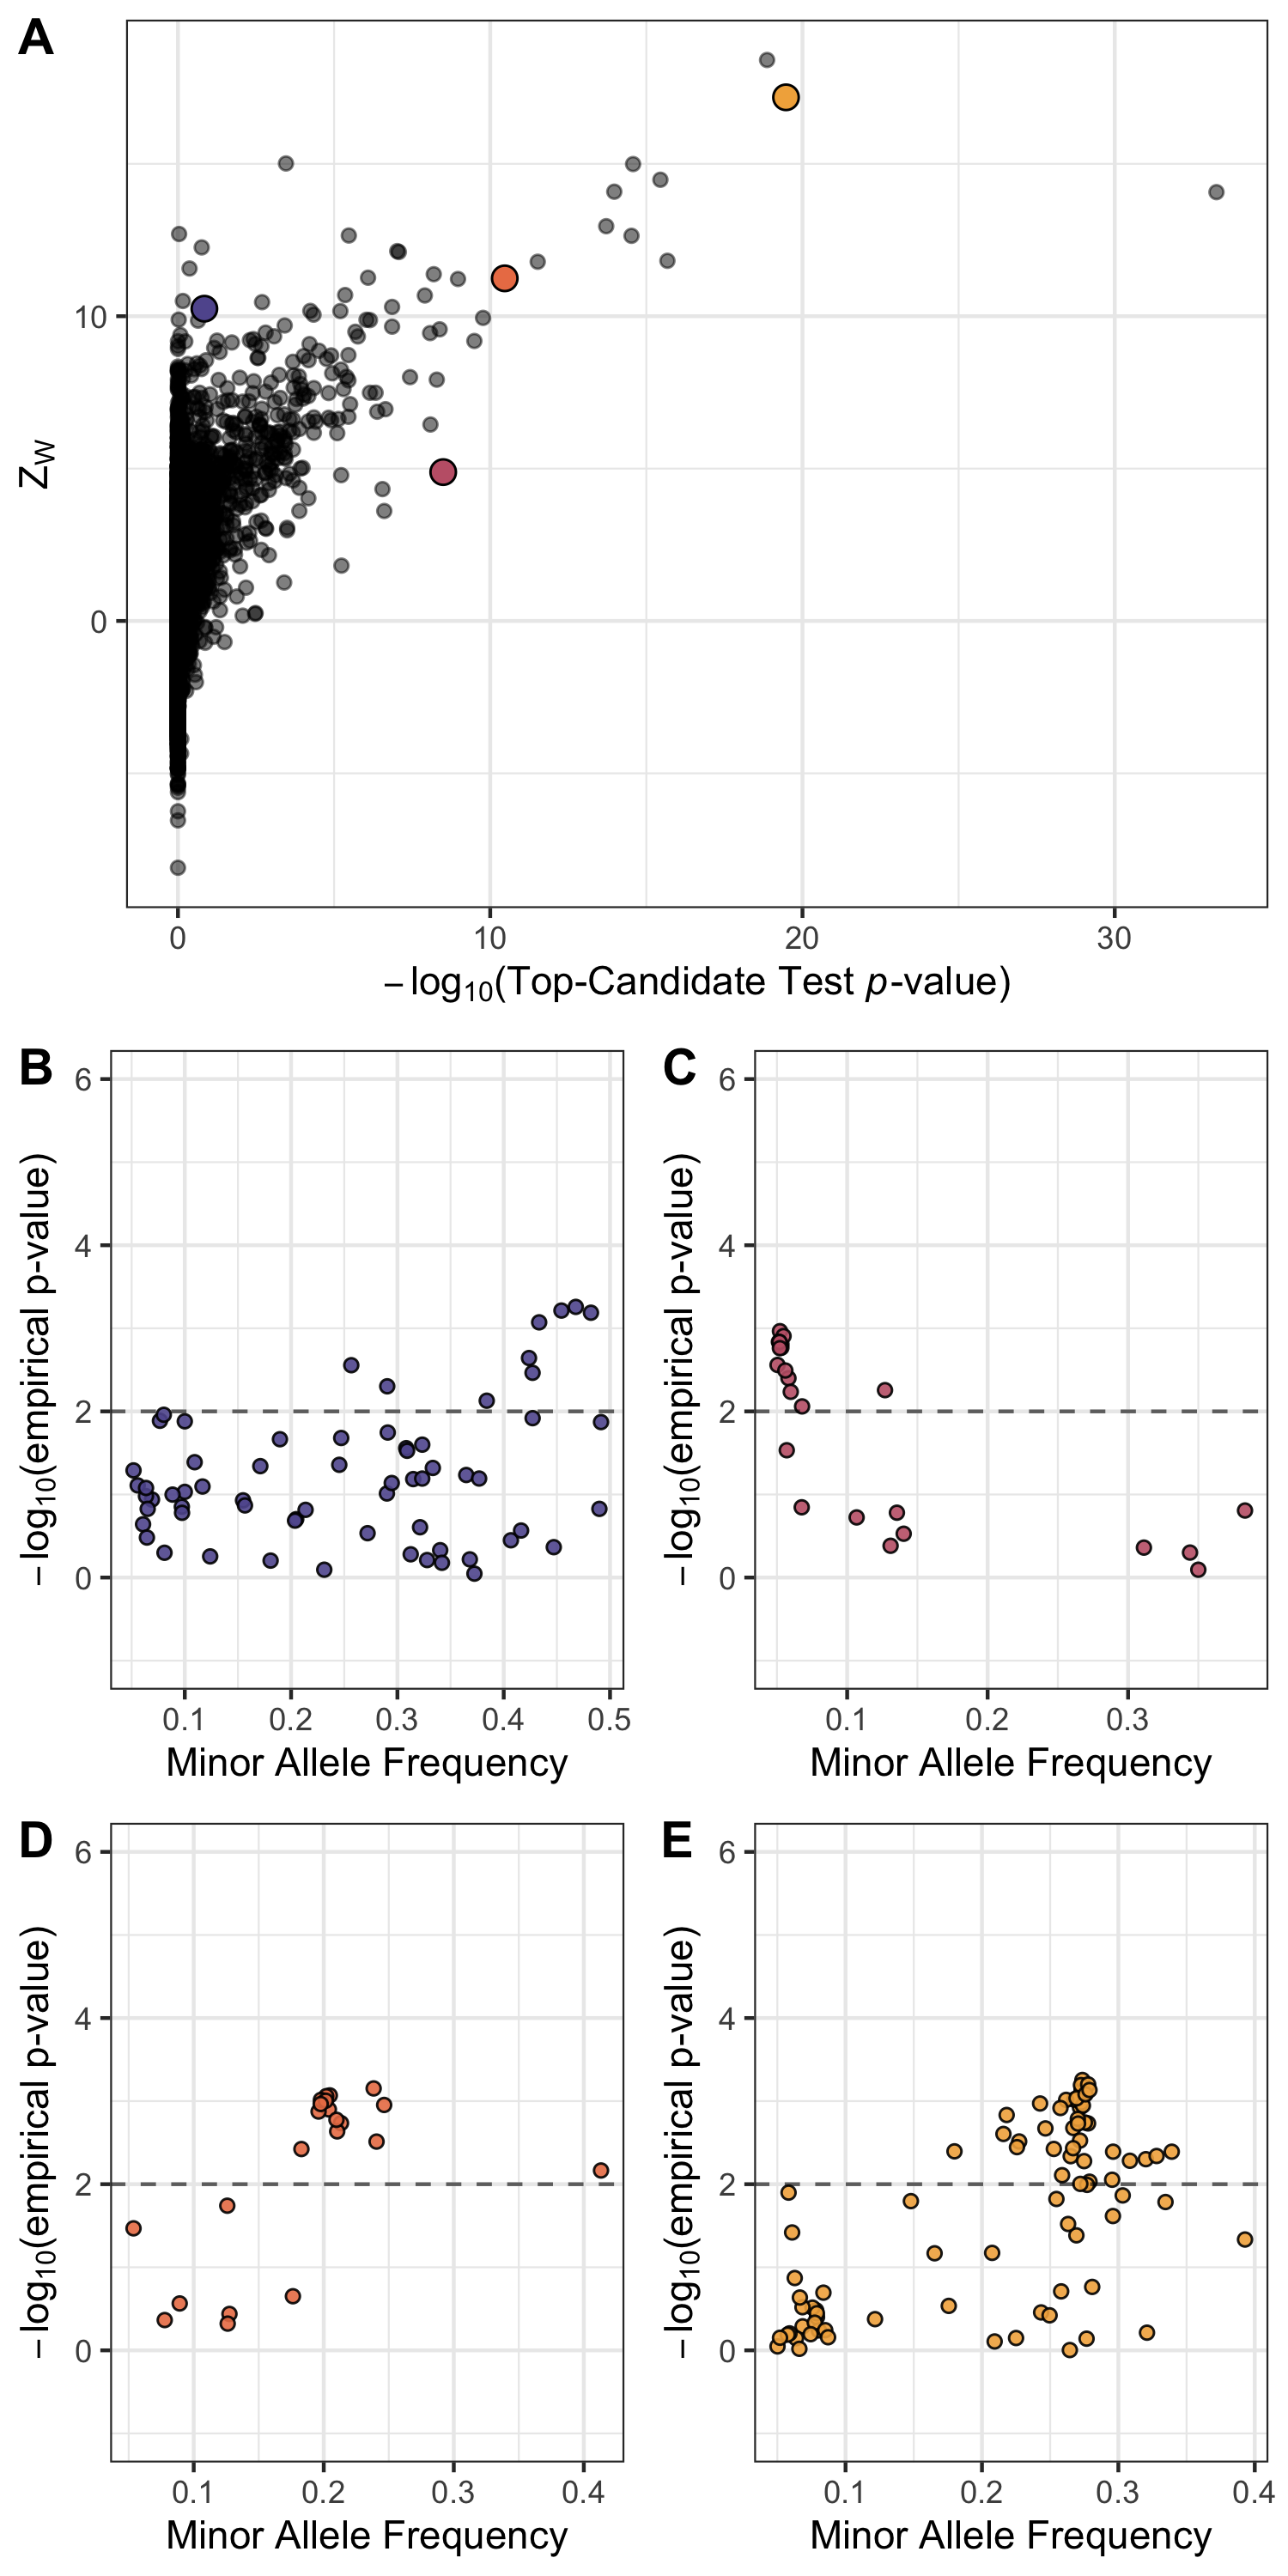 A
10
0
Z_W
0 10 20 30
−log₁₀(Top-Candidate Test p-value)
B
6
4
2
0
−log₁₀(empirical p-value)
0.1 0.2 0.3 0.4 0.5
Minor Allele Frequency
C
6
4
2
0
−log₁₀(empirical p-value)
0.1 0.2 0.3
Minor Allele Frequency
D
6
4
2
0
−log₁₀(empirical p-value)
0.1 0.2 0.3 0.4
Minor Allele Frequency
E
6
4
2
0
−log₁₀(empirical p-value)
0.1 0.2 0.3 0.4
Minor Allele Frequency